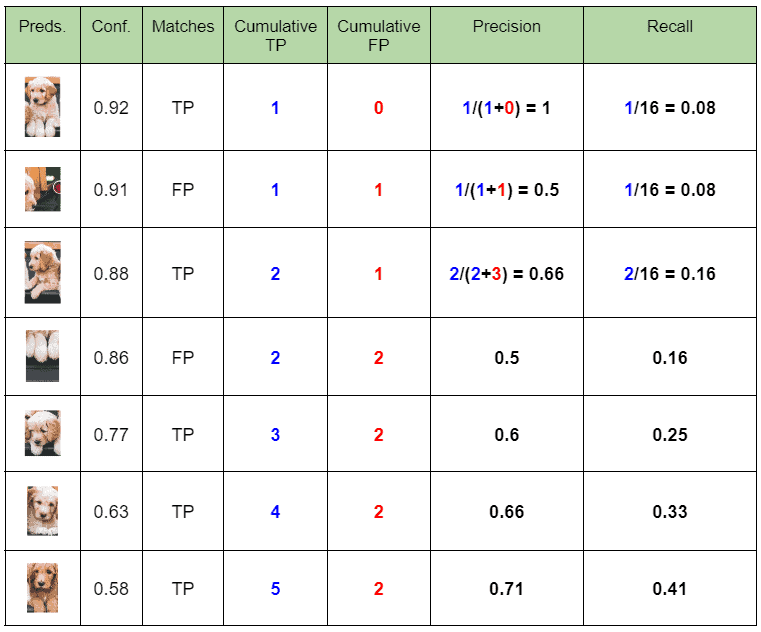 Preds. Conf. Matches Cumulative TP Cumulative FP Precision Recall
0.92 TP 1 0 1/(1+0) = 1 1/16 = 0.08
0.91 FP 1 1 1/(1+1) = 0.5 1/16 = 0.08
0.88 TP 2 1 2/(2+3) = 0.66 2/16 = 0.16
0.86 FP 2 2 0.5 0.16
0.77 TP 3 2 0.6 0.25
0.63 TP 4 2 0.66 0.33
0.58 TP 5 2 0.71 0.41